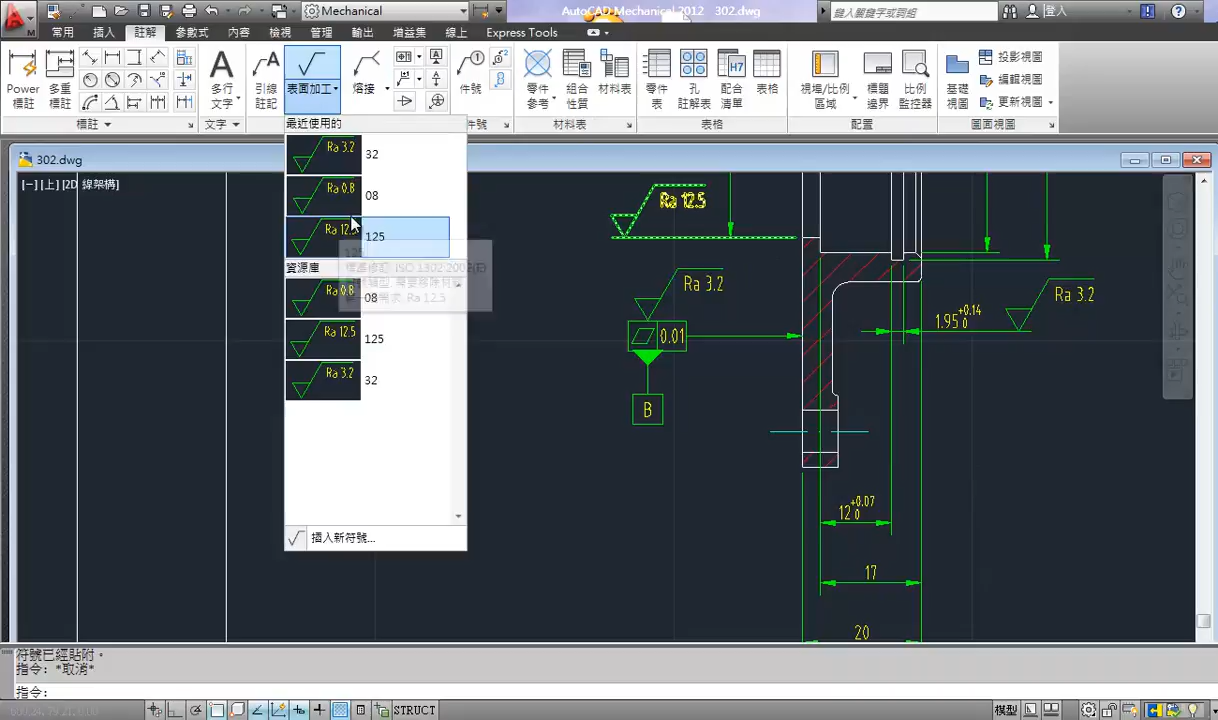 Mechanical
AutoCAD Mechanical 2012 302.dwg
鍵入關鍵字或片語
登入
常用 插入 註解 參數式 內容 檢視 管理 輸出 增益集 線上 Express Tools
Power 標註
多重 標註
多行 文字
引線 註記
表面加工
熔接
件號
零件 參考
組合 性質
材料表
零件 表
孔 註解表
配合 清單
表格
視埠/比例 區域
標題 邊界
比例 監控器
基礎 視圖
投影視圖
編輯視圖
更新視圖
標註 文字 件號 材料表 表格 配置 圖面視圖
最近使用的
Ra 3.2 32
Ra 0.8 08
Ra 12.5 125
資源庫
Ra 0.8 08
Ra 12.5 125
Ra 3.2 32
插入新符號...
302.dwg
[−] [上] [2D 線架構]
Ra 12.5
Ra 3.2
0.01
B
1.95 +0.14 0
Ra 3.2
12 +0.07 0
17
20
符號已經貼附。
指令: *取消*
指令:
模型
STRUCT